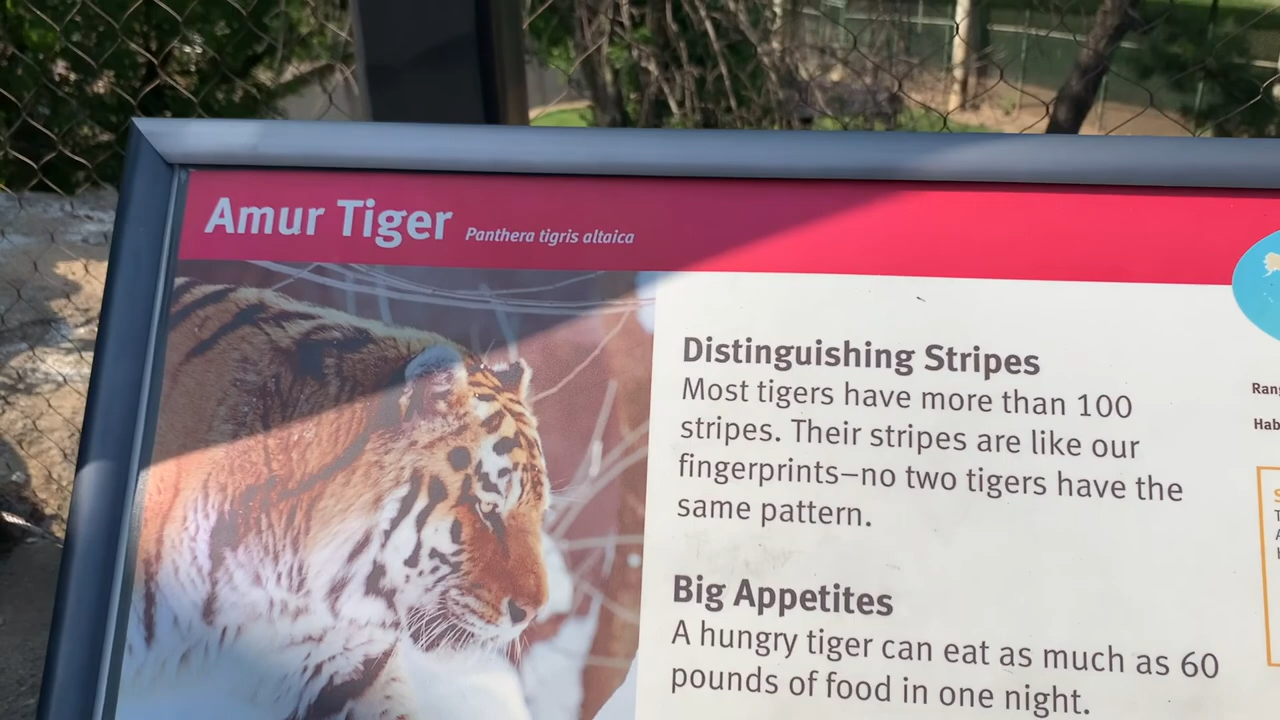 Amur Tiger Panthera tigris altaica
Distinguishing Stripes
Most tigers have more than 100
stripes. Their stripes are like our
fingerprints–no two tigers have the
same pattern.
Big Appetites
A hungry tiger can eat as much as 60
pounds of food in one night.